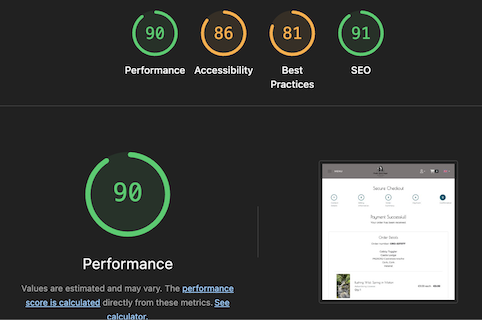 90
86
81
91
Performance
Accessibility
Best
Practices
SEO
90
Performance
Values are estimated and may vary. The performance
score is calculated directly from these metrics. See
calculator.
Secure Checkout
Payment Successful!
Order Details